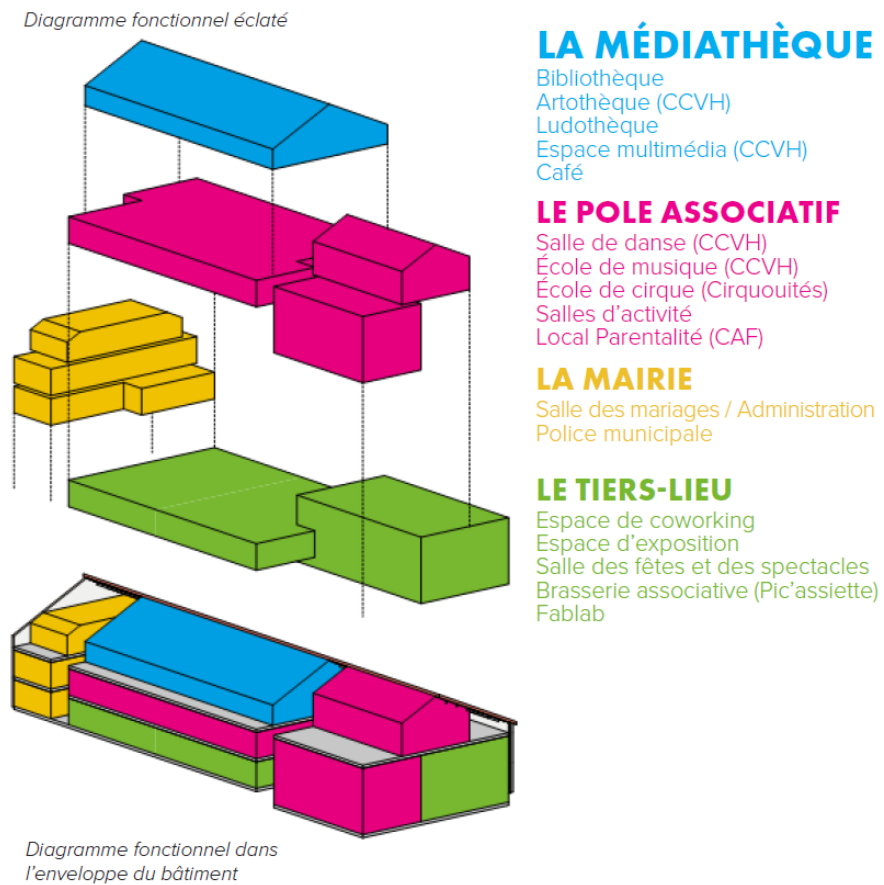 Diagramme fonctionnel éclaté
LA MÉDIATHÈQUE
Bibliothèque
Artothèque (CCVH)
Ludothèque
Espace multimédia (CCVH)
Café
LE POLE ASSOCIATIF
Salle de danse (CCVH)
École de musique (CCVH)
École de cirque (Cirquouités)
Salles d'activité
Local Parentalité (CAF)
LA MAIRIE
Salle des mariages / Administration
Police municipale
LE TIERS-LIEU
Espace de coworking
Espace d'exposition
Salle des fêtes et des spectacles
Brasserie associative (Pic'assiette)
Fablab
Diagramme fonctionnel dans
l'enveloppe du bâtiment